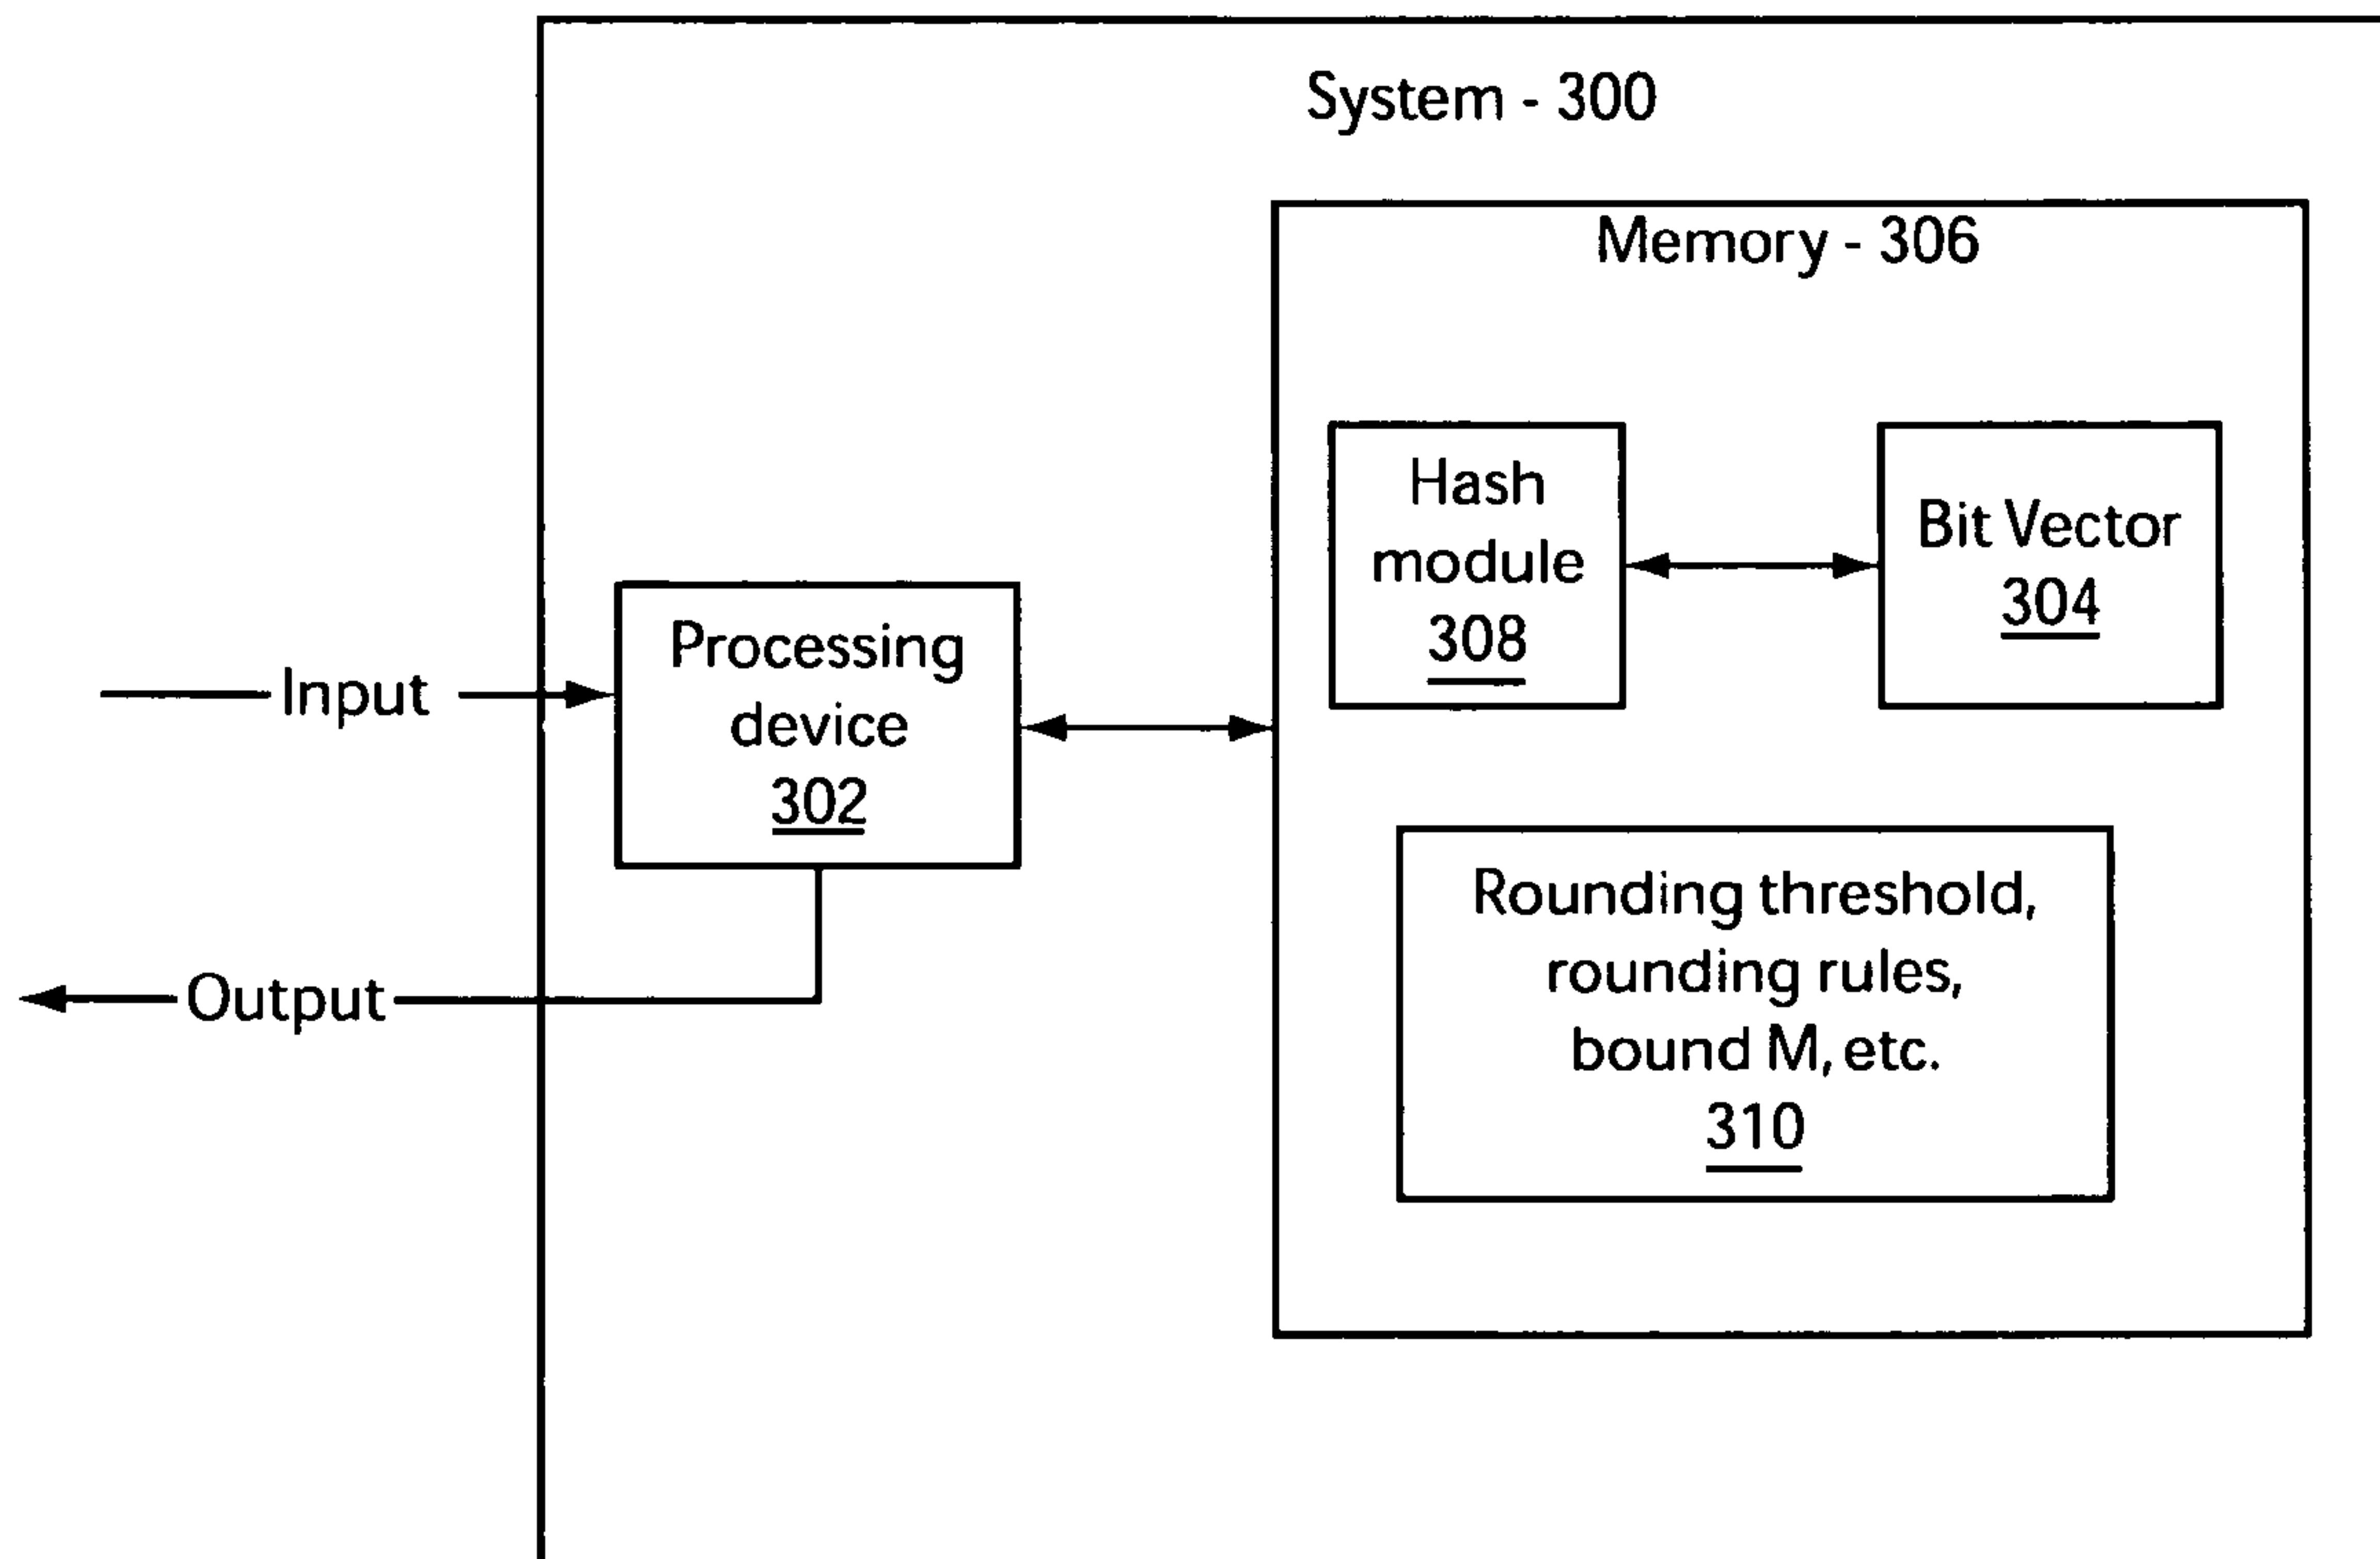 System - 300
Memory - 306
Hash
module
308
Bit Vector
304
Processing
device
302
Input
Output
Rounding threshold,
rounding rules,
bound M, etc.
310